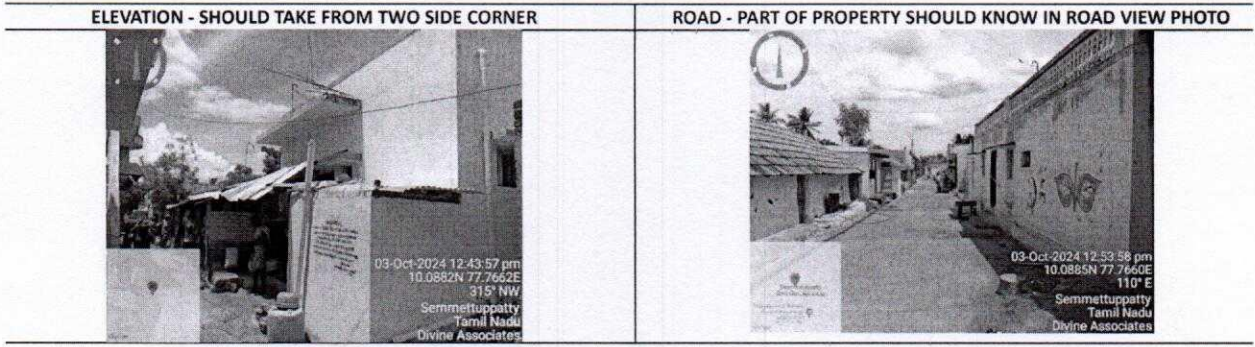 ELEVATION - SHOULD TAKE FROM TWO SIDE CORNER
ROAD - PART OF PROPERTY SHOULD KNOW IN ROAD VIEW PHOTO
03-Oct-2024 12:43:57 pm
10.0882N 77.7662E
315° NW
Semmettuppatty
Tamil Nadu
Divine Associates
03-Oct-2024 12:53:58 pm
10.0885N 77.7660E
110° E
Semmettuppatty
Tamil Nadu
Divine Associates